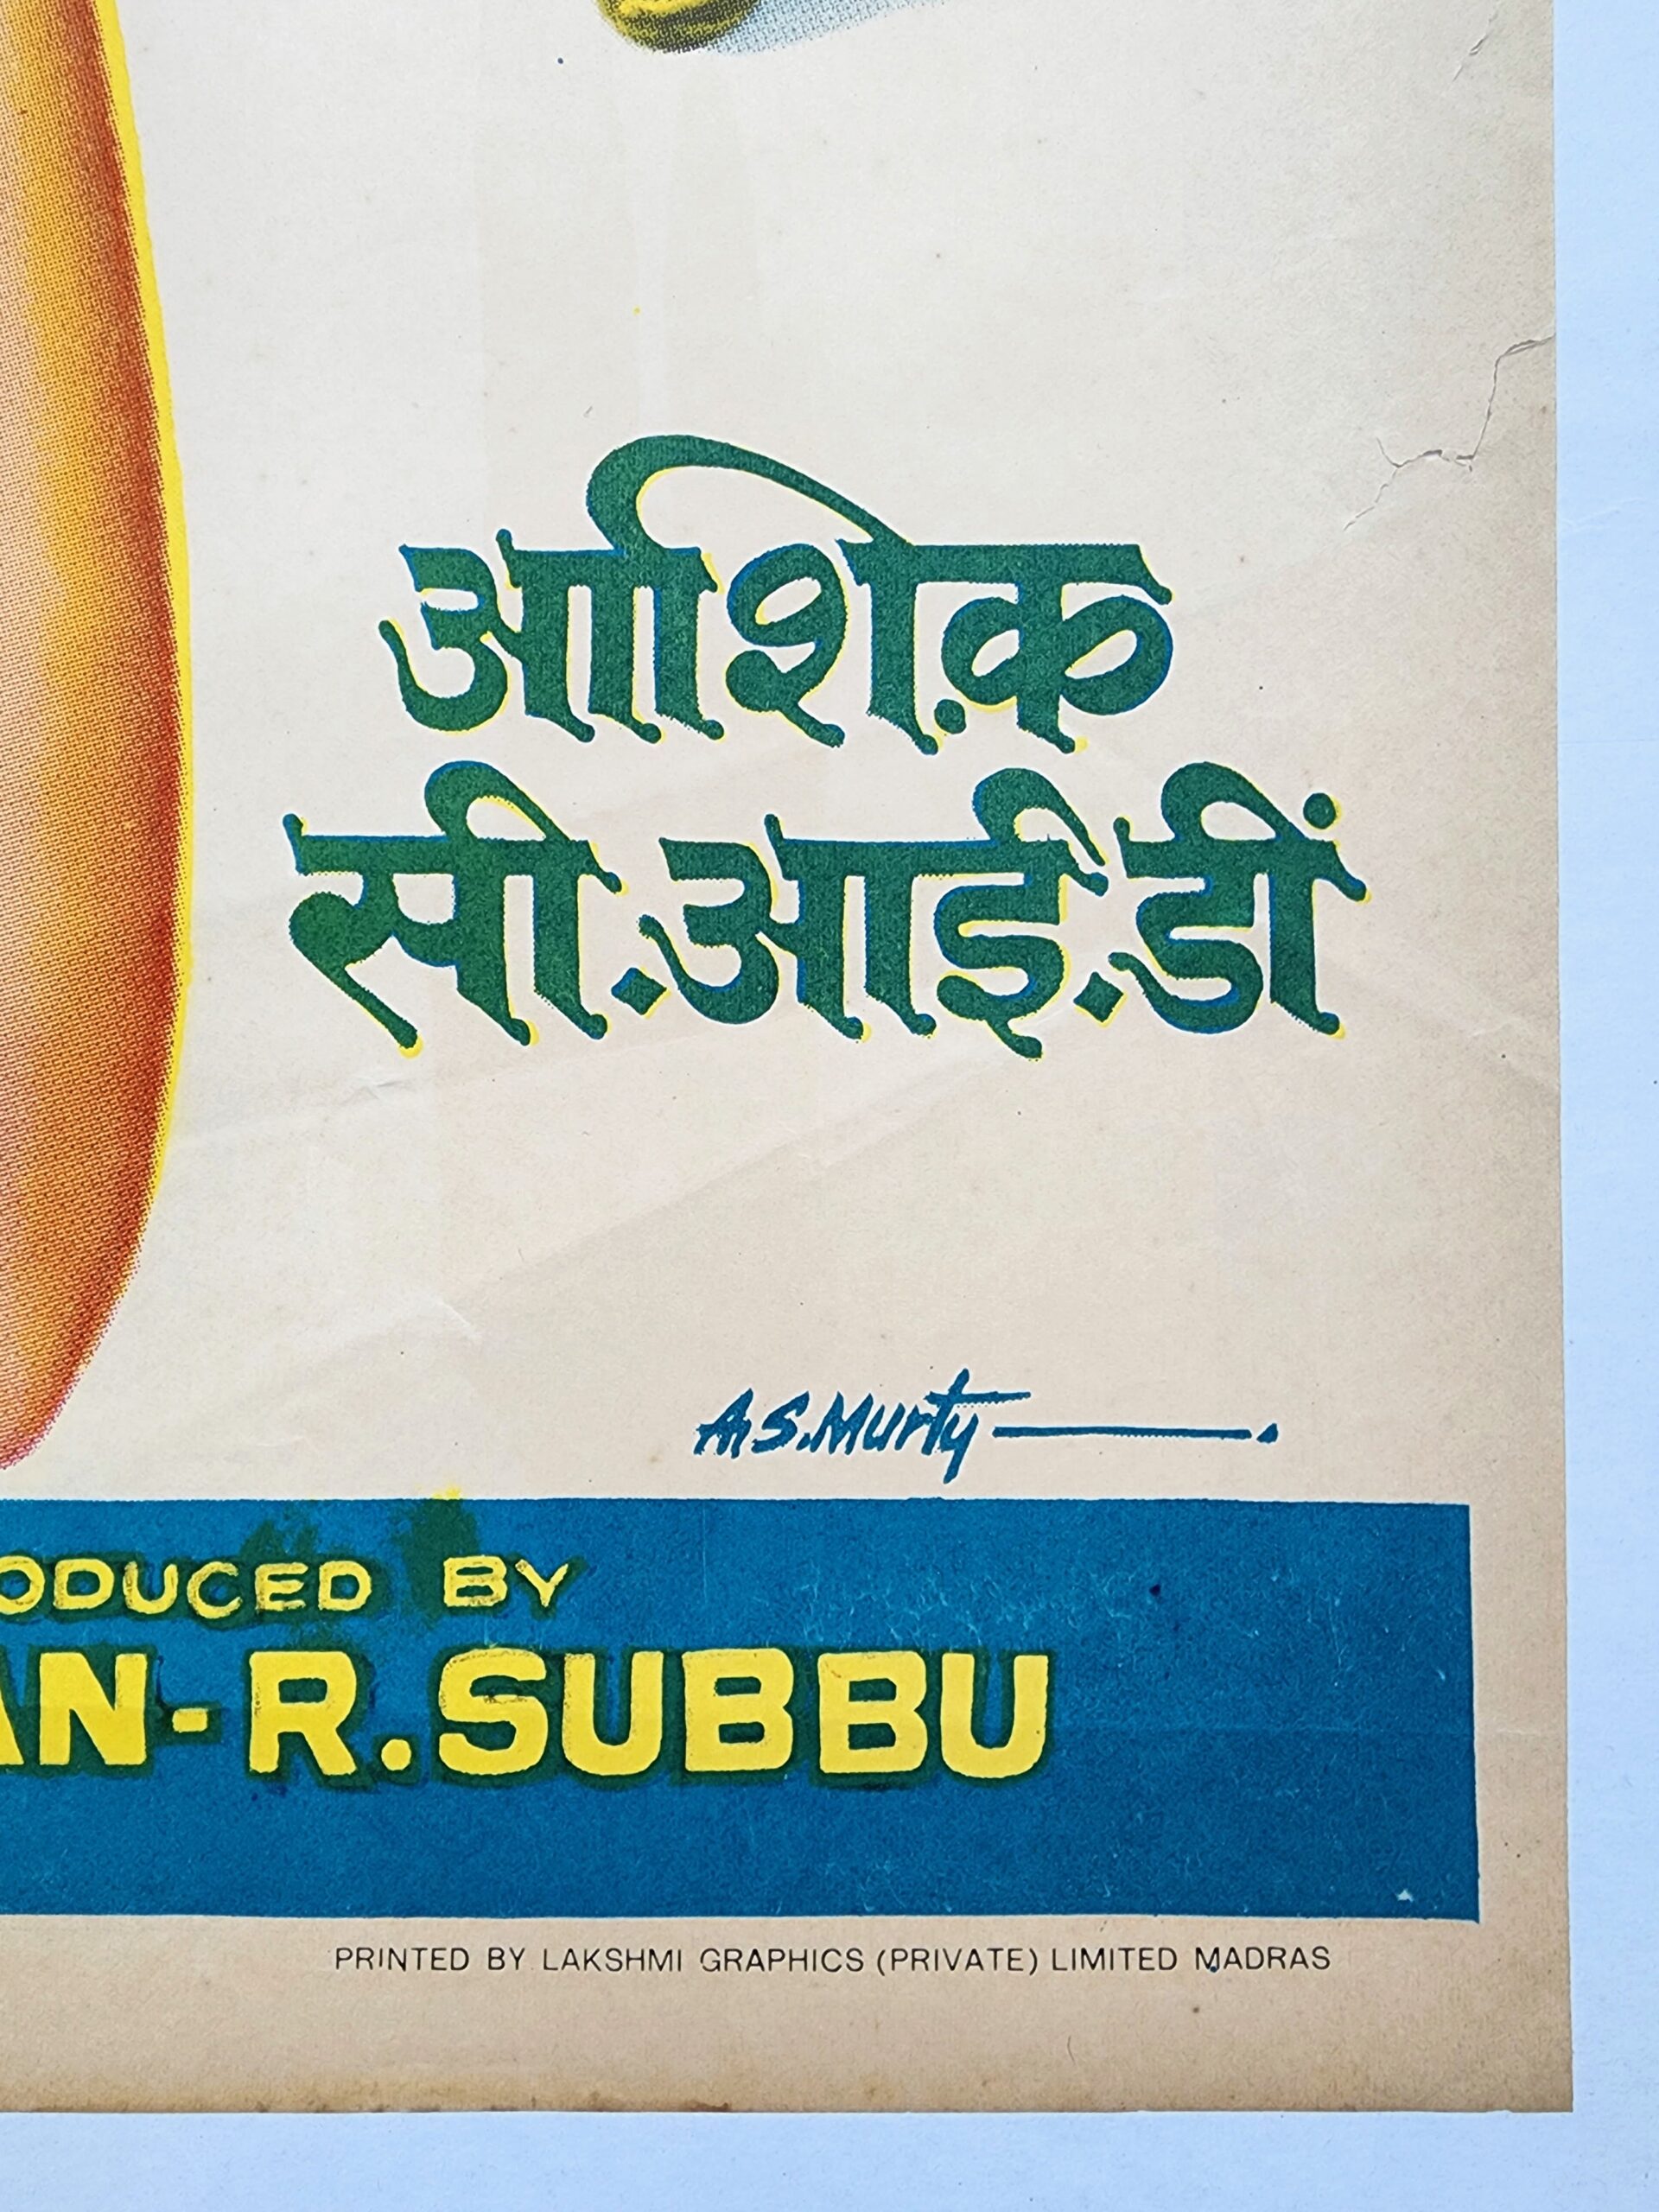 आशिक़
सी.आई.डीं
A.S.Murty
ODUCED BY
AN-R.SUBBU
PRINTED BY LAKSHMI GRAPHICS (PRIVATE) LIMITED MADRAS